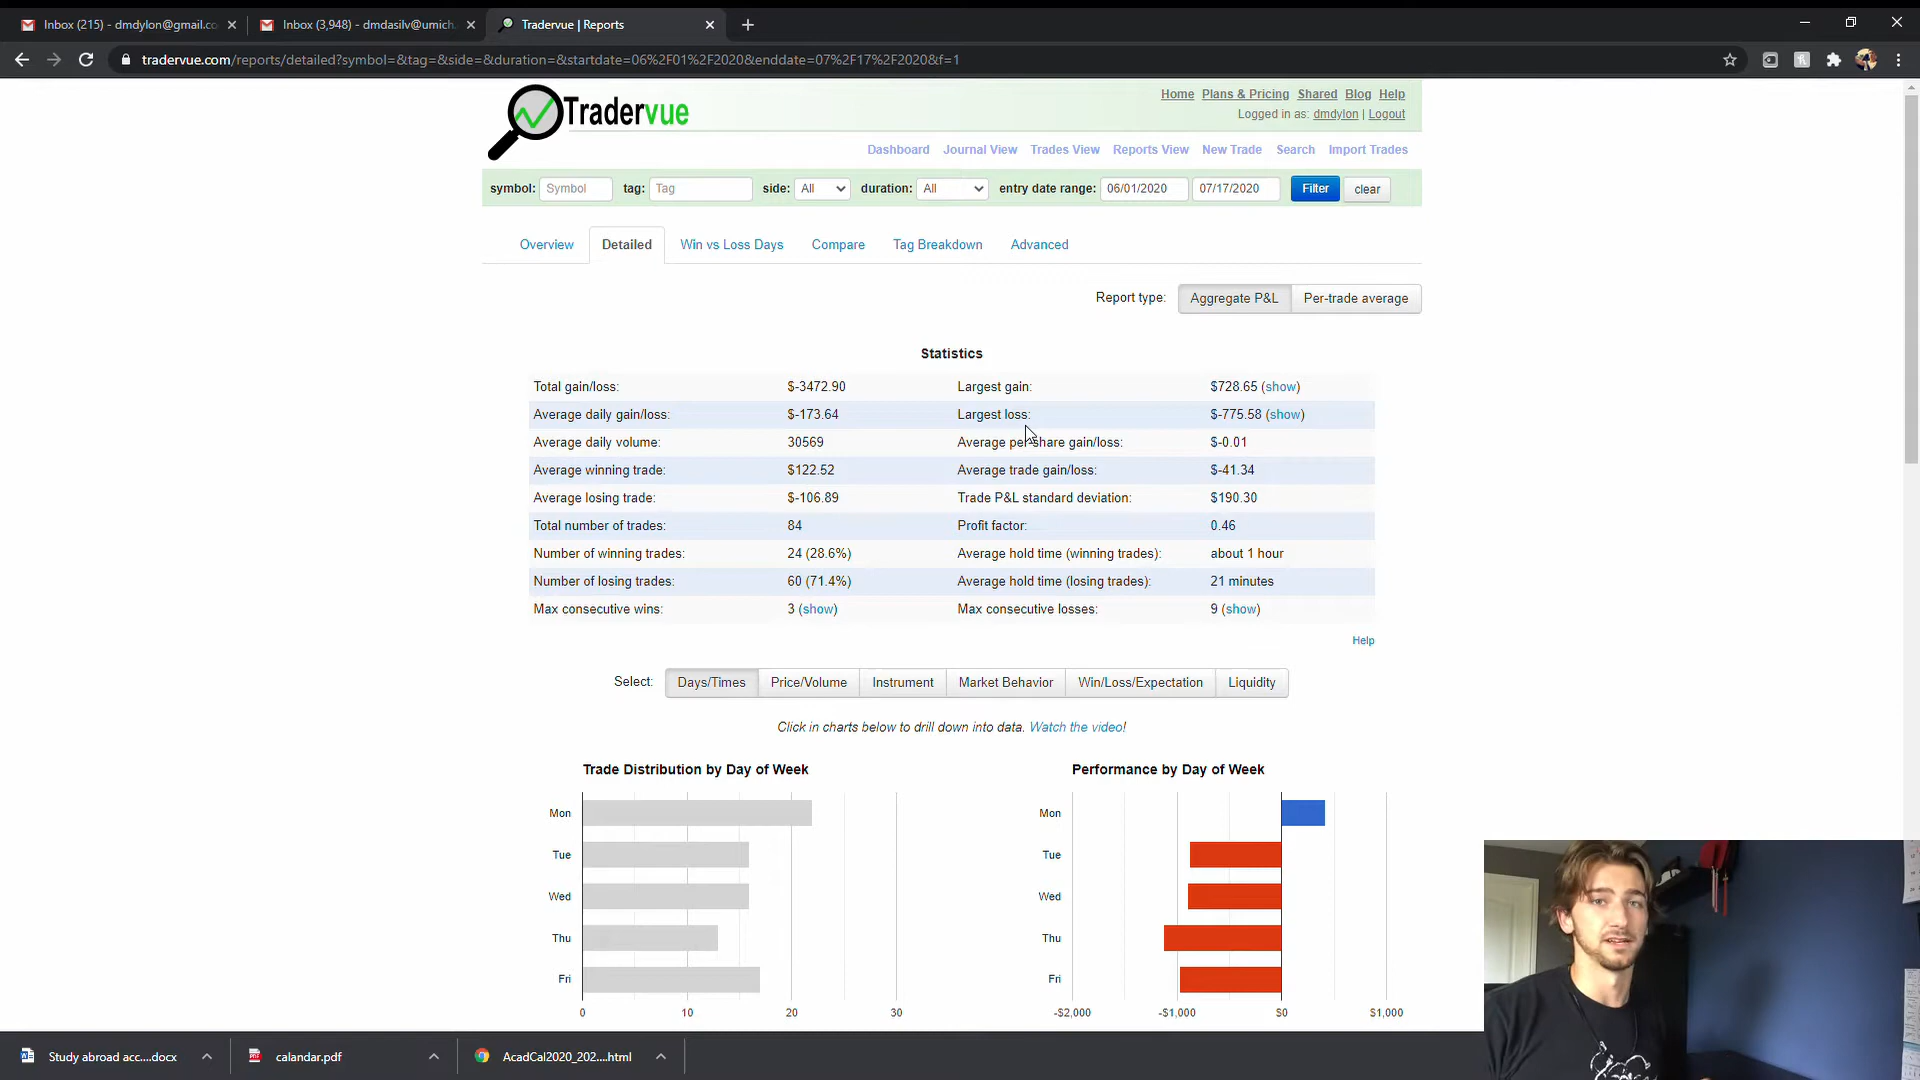 Inbox (215) - dmdylon@gmail.co
Inbox (3,948) - dmdasilv@umich.
Tradervue | Reports
tradervue.com/reports/detailed?symbol=&tag=&side=&duration=&startdate=06%2F01%2F2020&enddate=07%2F17%2F2020&f=1
Tradervue
Home Plans & Pricing Shared Blog Help
Logged in as: dmdylon | Logout
Dashboard Journal View Trades View Reports View New Trade Search Import Trades
symbol: Symbol tag: Tag side: All duration: All entry date range: 06/01/2020 07/17/2020 Filter clear
Overview Detailed Win vs Loss Days Compare Tag Breakdown Advanced
Report type: Aggregate P&L Per-trade average
Statistics
Total gain/loss: $-3472.90 Largest gain: $728.65 (show)
Average daily gain/loss: $-173.64 Largest loss: $-775.58 (show)
Average daily volume: 30569 Average per-share gain/loss: $-0.01
Average winning trade: $122.52 Average trade gain/loss: $-41.34
Average losing trade: $-106.89 Trade P&L standard deviation: $190.30
Total number of trades: 84 Profit factor: 0.46
Number of winning trades: 24 (28.6%) Average hold time (winning trades): about 1 hour
Number of losing trades: 60 (71.4%) Average hold time (losing trades): 21 minutes
Max consecutive wins: 3 (show) Max consecutive losses: 9 (show)
Help
Select: Days/Times Price/Volume Instrument Market Behavior Win/Loss/Expectation Liquidity
Click in charts below to drill down into data. Watch the video!
Trade Distribution by Day of Week
Mon
Tue
Wed
Thu
Fri
0 10 20 30
Performance by Day of Week
Mon
Tue
Wed
Thu
Fri
-$2,000 -$1,000 $0 $1,000
Study abroad acc....docx
calandar.pdf
AcadCal2020_202....html